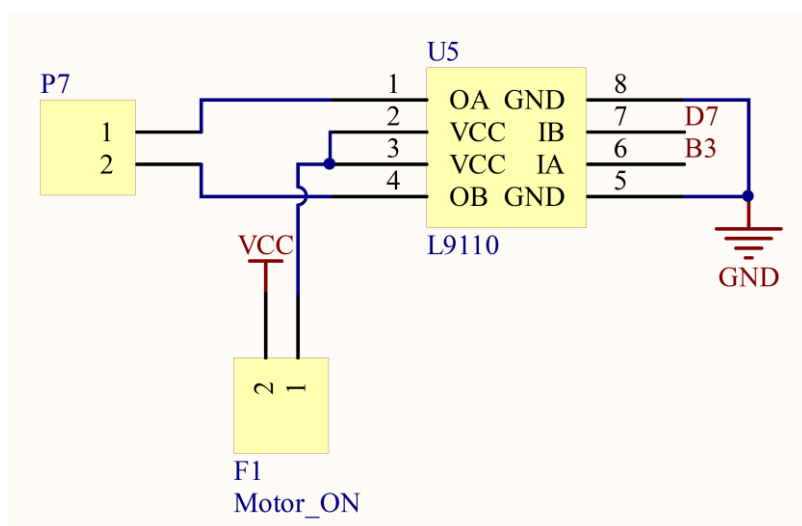 U5
P7
1
2
1
2
3
4
OA GND
VCC IB
VCC IA
OB GND
8
7
6
5
D7
B3
L9110
VCC
GND
2 1
F1
Motor_ON